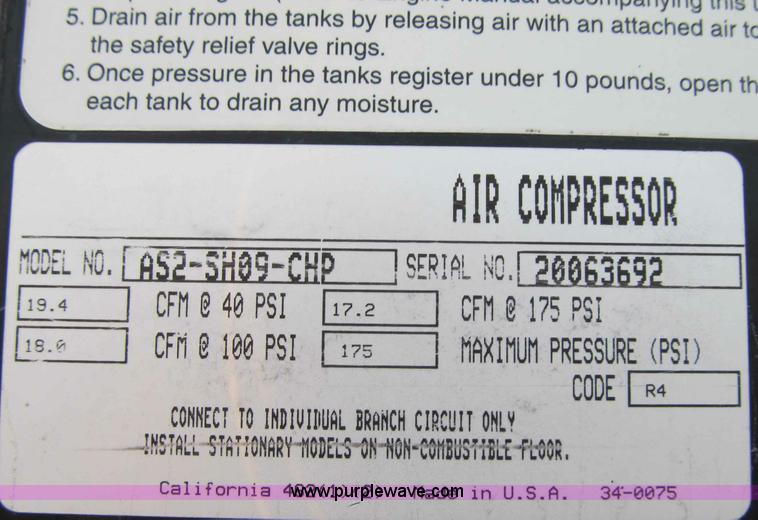 5. Drain air from the tanks by releasing air with an attached air
the safety relief valve rings.
6. Once pressure in the tanks register under 10 pounds, open
each tank to drain any moisture.
AIR COMPRESSOR
MODEL NO. AS2-SH09-CHP SERIAL NO. 20063692
19.4 CFM @ 40 PSI 17.2 CFM @ 175 PSI
18.0 CFM @ 100 PSI 175 MAXIMUM PRESSURE (PSI)
CODE R4
CONNECT TO INDIVIDUAL BRANCH CIRCUIT ONLY
INSTALL STATIONARY MODELS ON NON-COMBUSTIBLE FLOOR.
California www.purplewave.com in U.S.A. 34-0075